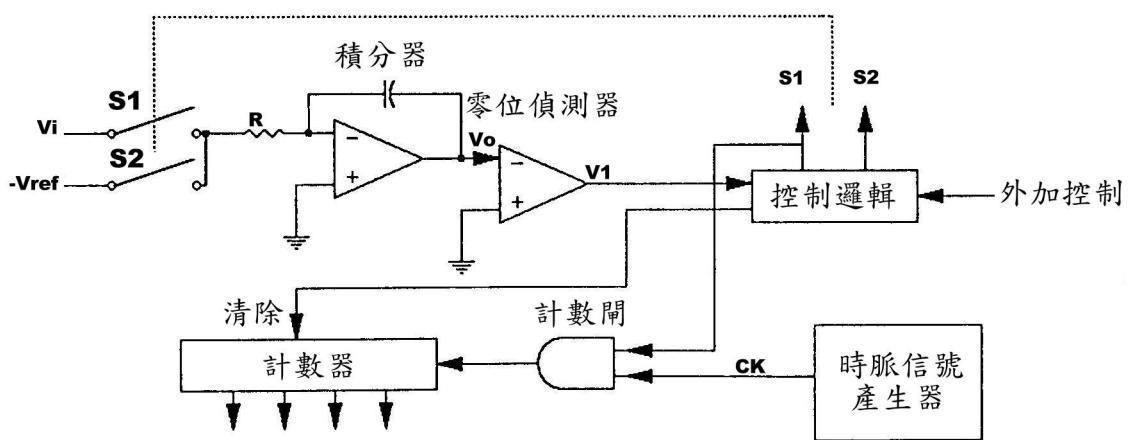 積分器
S1
S2
S1
零位偵測器
Vi
R
−
Vo
S2
+
−
V1
-Vref
+
控制邏輯
外加控制
清除
計數閘
計數器
CK
時脈信號
產生器